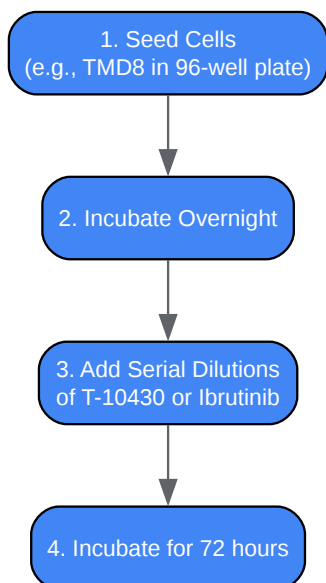 1. Seed Cells
(e.g., TMD8 in 96-well plate)
2. Incubate Overnight
3. Add Serial Dilutions
of T-10430 or Ibrutinib
4. Incubate for 72 hours